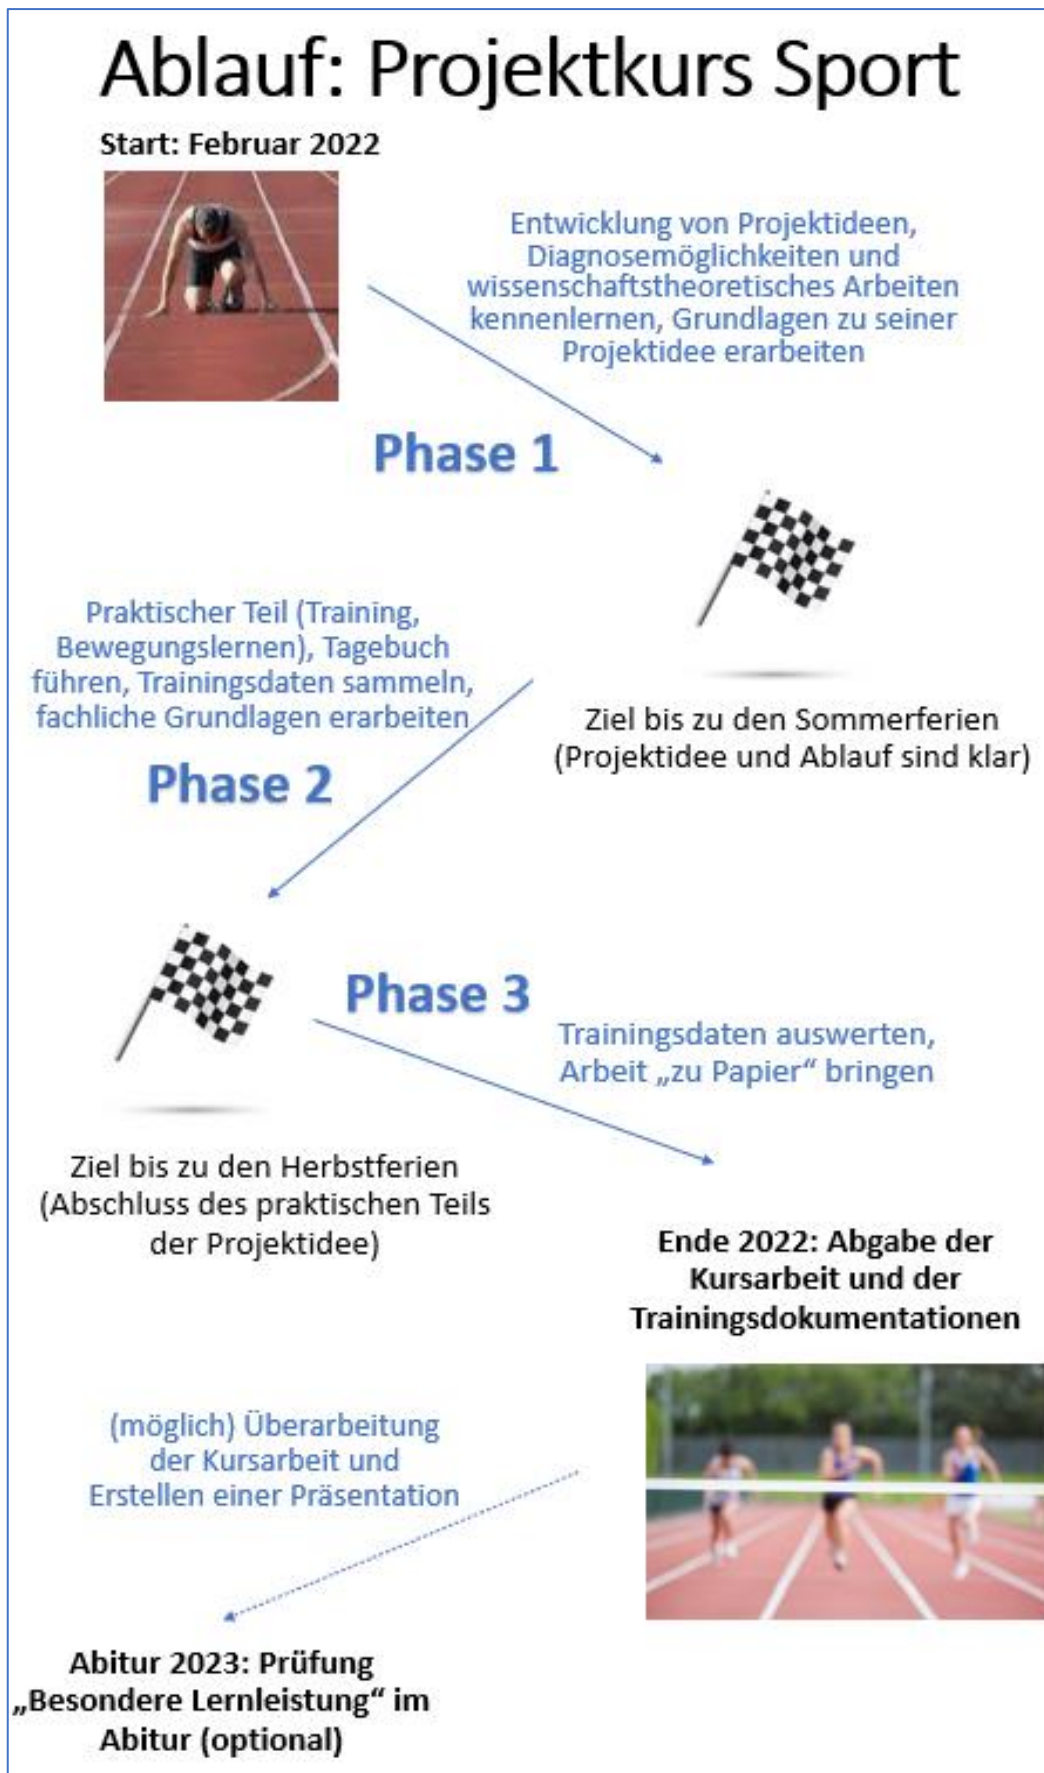 Ablauf: Projektkurs Sport
Start: Februar 2022
Entwicklung von Projektideen,
Diagnosemöglichkeiten und
wissenschaftstheoretisches Arbeiten
kennenlernen, Grundlagen zu seiner
Projektidee erarbeiten
Phase 1
Ziel bis zu den Sommerferien
(Projektidee und Ablauf sind klar)
Praktischer Teil (Training,
Bewegungslernen), Tagebuch
führen, Trainingsdaten sammeln,
fachliche Grundlagen erarbeiten
Phase 2
Ziel bis zu den Herbstferien
(Abschluss des praktischen Teils
der Projektidee)
Phase 3
Trainingsdaten auswerten,
Arbeit „zu Papier“ bringen
Ende 2022: Abgabe der
Kursarbeit und der
Trainingsdokumentationen
(möglich) Überarbeitung
der Kursarbeit und
Erstellen einer Präsentation
Abitur 2023: Prüfung
„Besondere Lernleistung“ im
Abitur (optional)